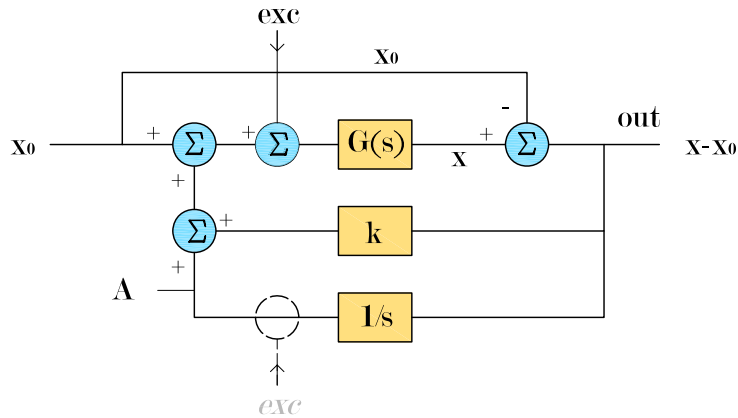 exc
x₀
-
x₀ + Σ + Σ G(s) + Σ out x-x₀
x
+
Σ + k
+
A
1/s
exc